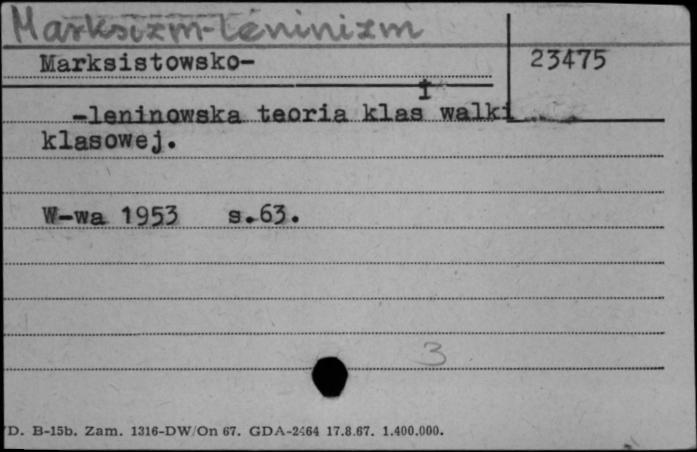 Marksizm-leninizm
Marksistowsko-
23475
i
-leninowska teoria klas walki
klasowej.
W-wa 1953 s.63.
3
D. B-15b. Zam. 1316-DW/On 67. GDA-2464 17.8.67. 1.400.000.